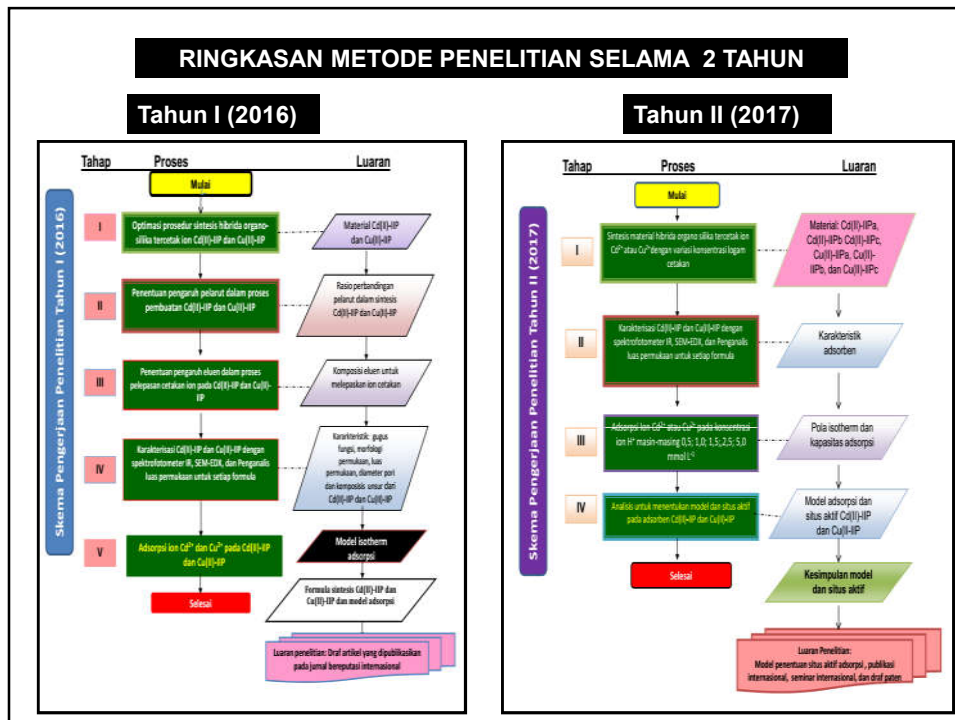 RINGKASAN METODE PENELITIAN SELAMA 2 TAHUN
Tahun I (2016)
Skema Pengerjaan Penelitian Tahun I (2016)
Tahap Proses Luaran
Mulai
I
Optimasi prosedur sintesis hibrida organo-
silika tercetak ion Cd(II)-IIP dan Cu(II)-IIP
Material Cd(II)-IIP
dan Cu(II)-IIP
II
Penentuan pengaruh pelarut dalam proses
pembuatan Cd(II)-IIP dan Cu(II)-IIP
Rasio perbandingan
pelarut dalam sintesis
Cd(II)-IIP dan Cu(II)-IIP
III
Penentuan pengaruh eluen dalam proses
pelepasan cetakan ion pada Cd(II)-IIP dan Cu(II)-
IIP
Komposisi eluen untuk
melepaskan ion cetakan
IV
Karakterisasi Cd(II)-IIP dan Cu(II)-IIP dengan
spektrofotometer IR, SEM-EDX, dan Penganalis
luas permukaan untuk setiap formula
Kararkteristik: gugus
fungsi, morfologi
permukaan, luas
permukaan, diameter pori
dan komposisis unsur dari
Cd(II)-IIP dan Cu(II)-IIP
V
Adsorpsi ion Cd²⁺ dan Cu²⁺ pada Cd(II)-IIP
dan Cu(II)-IIP
Model isotherm
adsorpsi
Selesai
Formula sintesis Cd(II)-IIP dan
Cu(II)-IIP dan model adsorpsi
Luaran penelitian: Draf artikel yang dipublikasikan
pada jurnal bereputasi internasional
Tahun II (2017)
Skema Pengerjaan Penelitian Tahun II (2017)
Tahap Proses Luaran
Mulai
I
Sintesis material hibrida organo silika tercetak ion
Cd²⁺ atau Cu²⁺ dengan variasi konsentrasi logam
cetakan
Material: Cd(II)-IIPa,
Cd(II)-IIPb Cd(II)-IIPc,
Cu(II)-IIPa, Cu(II)-
IIPb, dan Cu(II)-IIPc
II
Karakterisasi Cd(II)-IIP dan Cu(II)-IIP dengan
spektrofotometer IR, SEM-EDX, dan Penganalis
luas permukaan untuk setiap formula
Karakteristik
adsorben
III
Adsorpsi ion Cd²⁺ atau Cu²⁺ pada konsentrasi
ion H⁺ masin-masing 0,5; 1,0; 1,5; 2,5; 5,0
mmol L⁻¹
Pola isotherm dan
kapasitas adsorpsi
IV
Analisis untuk menentukan model dan situs aktif
pada adsorben Cd(II)-IIP dan Cu(II)-IIP
Model adsorpsi dan
situs aktif Cd(II)-IIP
dan Cu(II-IIP
Selesai
Kesimpulan model
dan situs aktif
Luaran Penelitian:
Model penentuan situs aktif adsorpsi , publikasi
internasional, seminar internasional, dan draf paten